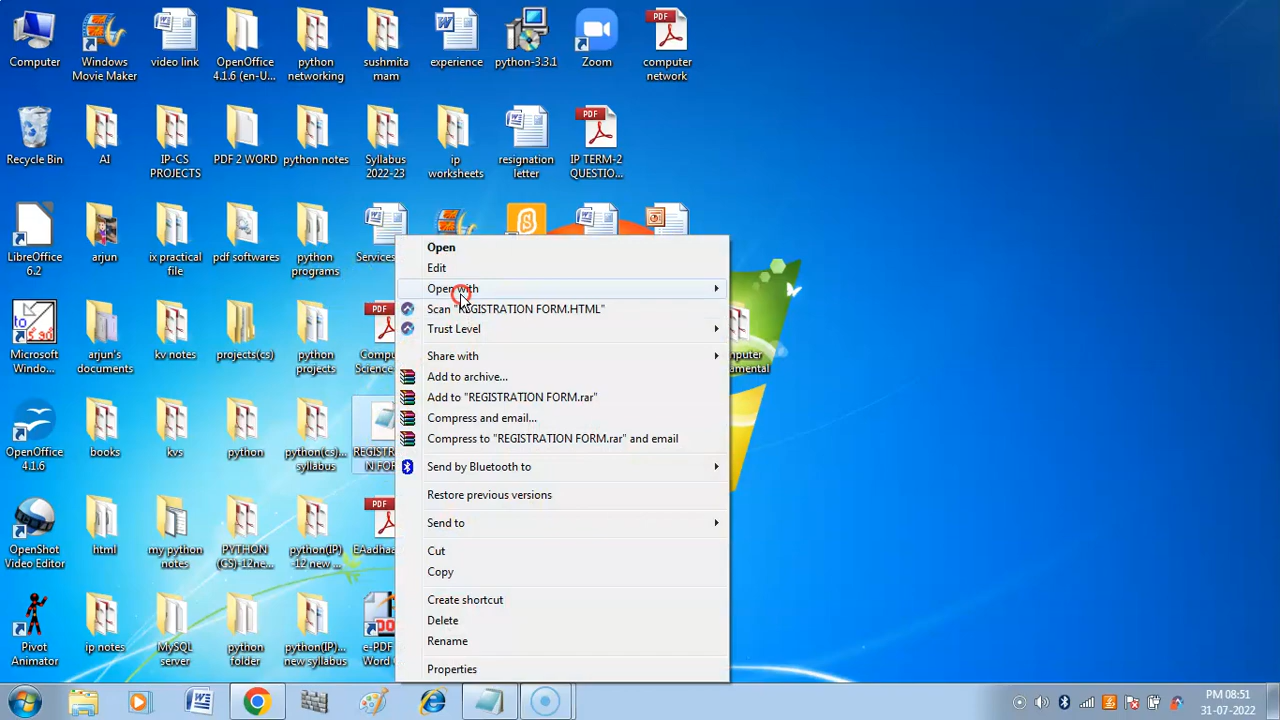 Computer
Windows
Movie Maker
video link
OpenOffice
4.1.6 (en-U...
python
networking
sushmita
mam
experience
python-3.3.1
Zoom
computer
network
Recycle Bin
AI
IP-CS
PROJECTS
PDF 2 WORD
python notes
Syllabus
2022-23
ip
worksheets
resignation
letter
IP TERM-2
QUESTIO...
LibreOffice
6.2
arjun
ix practical
file
pdf softwares
python
programs
Services
Microsoft
Windo...
arjun's
documents
kv notes
projects(cs)
python
projects
Compu
Science
OpenOffice
4.1.6
books
kvs
python
python(cs)...
syllabus
REGISTR
N FOR
OpenShot
Video Editor
html
my python
notes
PYTHON
(CS)-12ne...
python(IP)
-12 new ...
EAadhaa
Pivot
Animator
ip notes
MySQL
server
python
folder
python(IP)...
new syllabus
e-PDF
Word
Open
Edit
Open with
Scan "REGISTRATION FORM.HTML"
Trust Level
Share with
Add to archive...
Add to "REGISTRATION FORM.rar"
Compress and email...
Compress to "REGISTRATION FORM.rar" and email
Send by Bluetooth to
Restore previous versions
Send to
Cut
Copy
Create shortcut
Delete
Rename
Properties
PM 08:51
31-07-2022